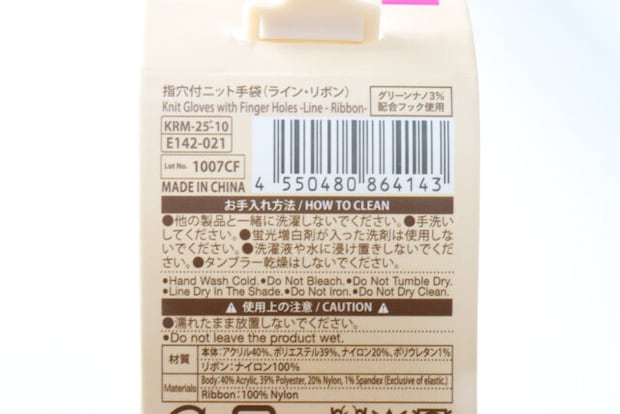 指穴付ニット手袋(ライン・リボン)
Knit Gloves with Finger Holes -Line - Ribbon-
グリーンナノ3%
配合フック使用
KRM-25'-10
E142-021
Lot No. 1007CF
MADE IN CHINA
4 550480 864143
お手入れ方法 / HOW TO CLEAN
●他の製品と一緒に洗濯しないでください。●手洗い
してください。●蛍光増白剤が入った洗剤は使用しな
いでください。●洗濯液や水に浸け置きしないでくだ
さい。●タンブラー乾燥はしないでください。
•Hand Wash Cold.•Do Not Bleach.•Do Not Tumble Dry.
•Line Dry In The Shade.•Do Not Iron.•Do Not Dry Clean.
使用上の注意 / CAUTION
●濡れたまま放置しないでください。
●Do not leave the product wet.
材質 本体:アクリル40%、ポリエステル39%、ナイロン20%、ポリウレタン1%
リボン:ナイロン100%
Materials Body: 40% Acrylic, 39% Polyester, 20% Nylon, 1% Spandex (Exclusive of elastic.)
Ribbon: 100% Nylon